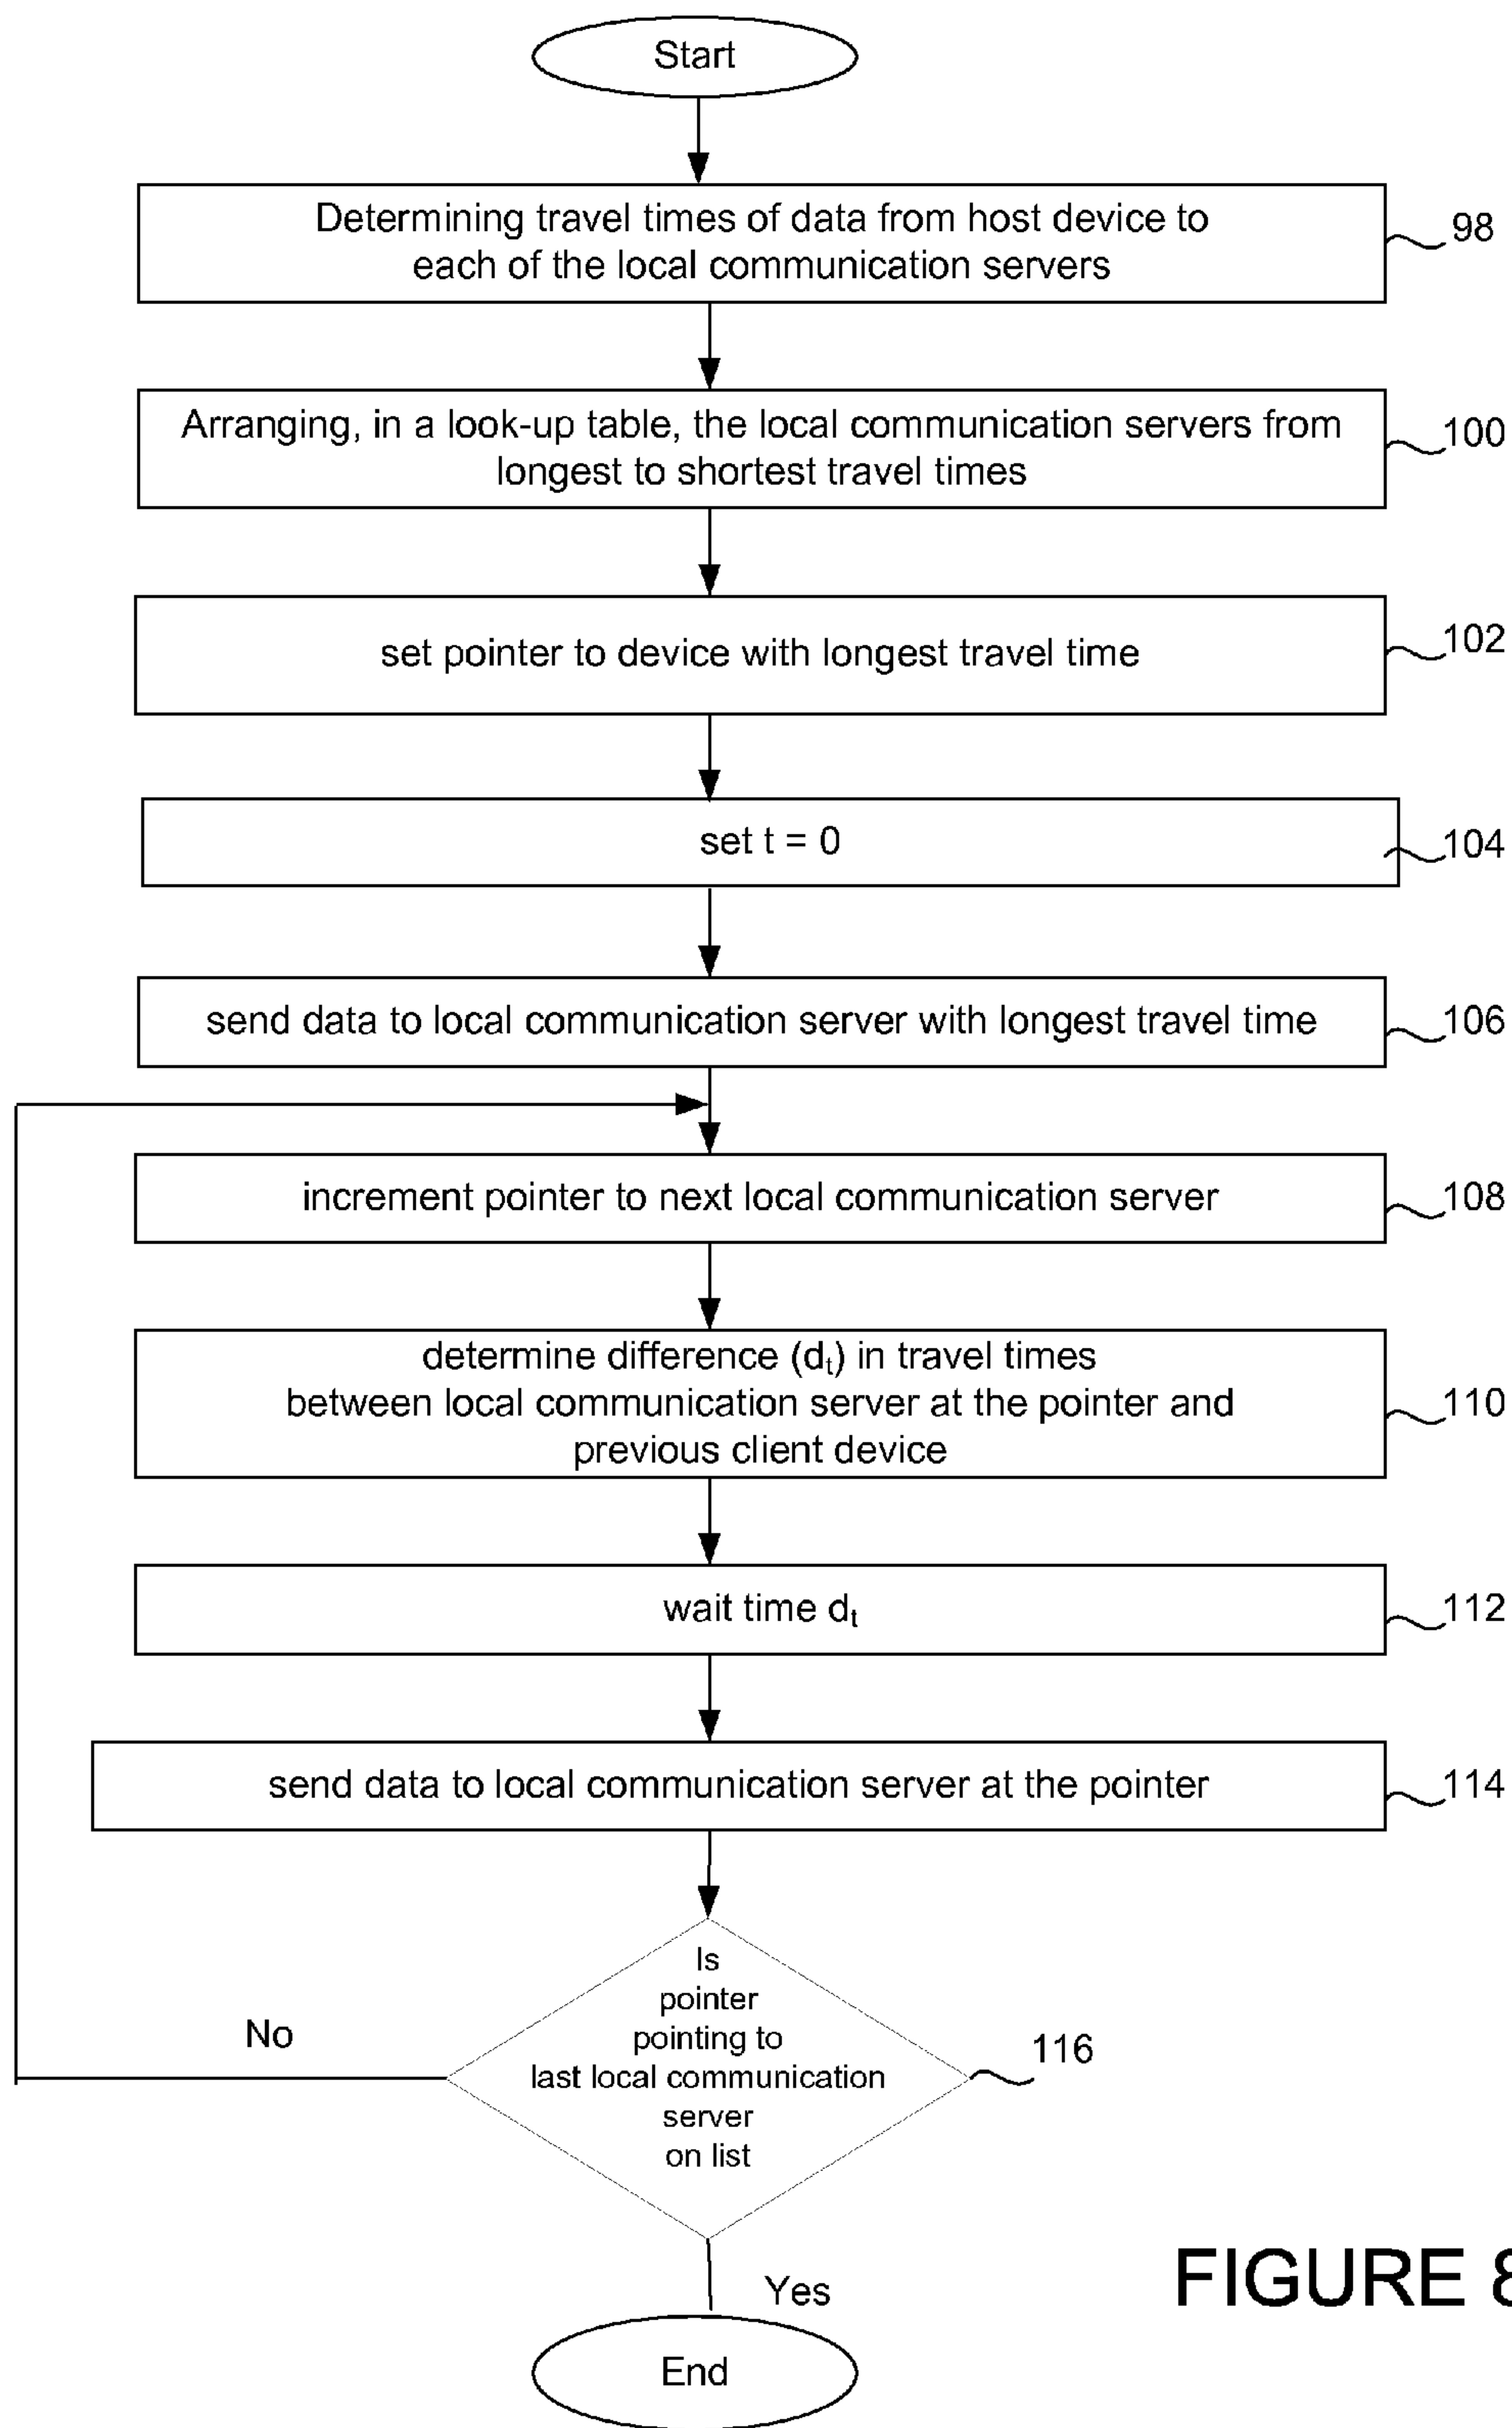 Start
Determining travel times of data from host device to
each of the local communication servers
98
Arranging, in a look-up table, the local communication servers from
longest to shortest travel times
100
set pointer to device with longest travel time
102
set t = 0
104
send data to local communication server with longest travel time
106
increment pointer to next local communication server
108
determine difference (dt) in travel times
between local communication server at the pointer and
previous client device
110
wait time dt
112
send data to local communication server at the pointer
114
Is
pointer
pointing to
last local communication
server
on list
No
116
Yes
FIGURE 8
End